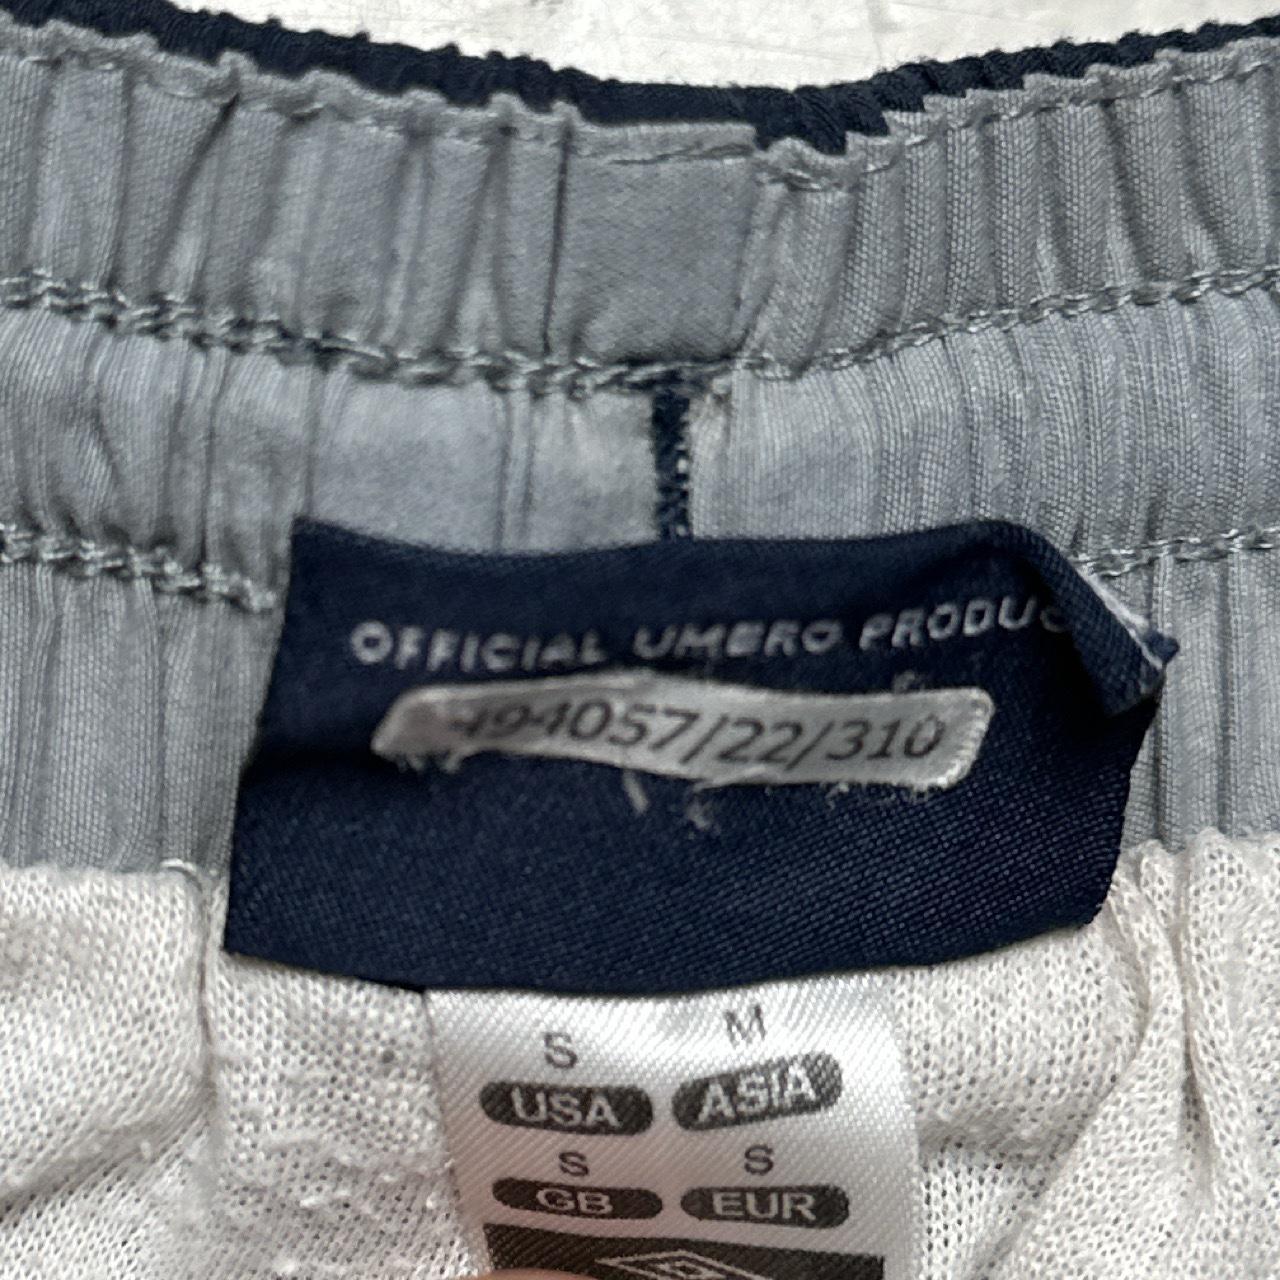 OFFICIAL UMBRO PRODUC
494057/22/310
S M
USA ASIA
S S
GB EUR